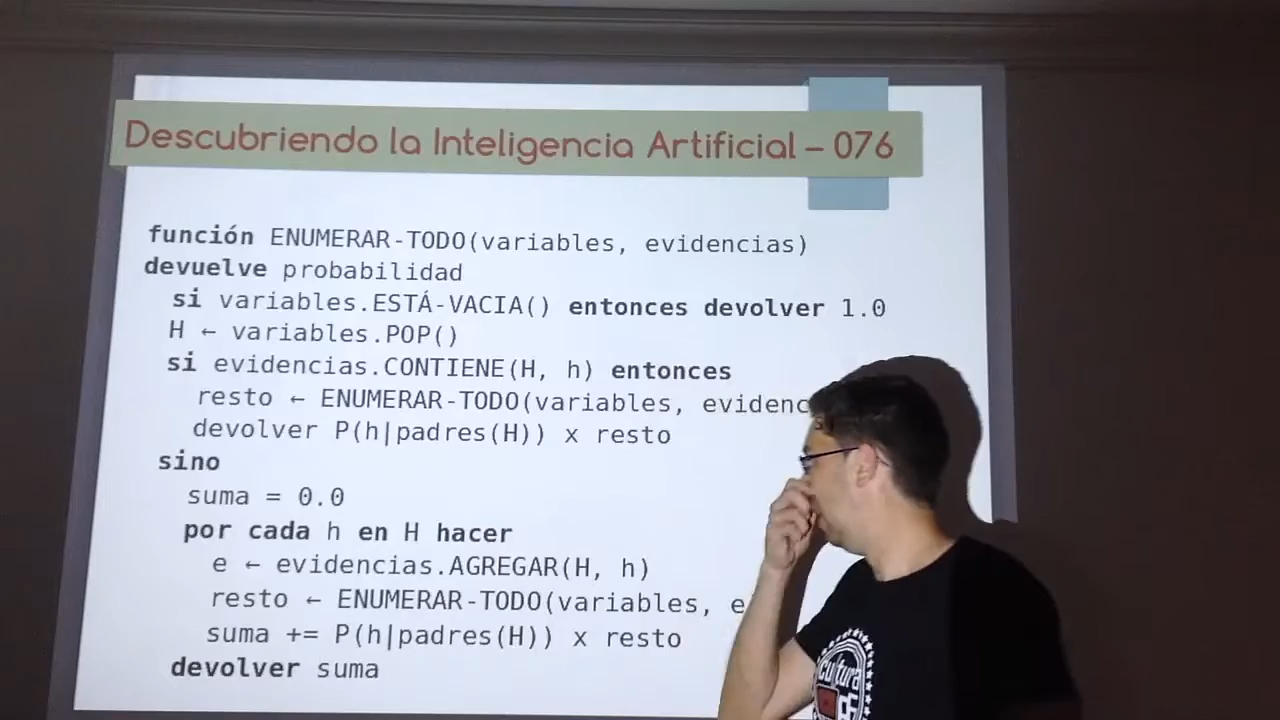 Descubriendo la Inteligencia Artificial – 076
función ENUMERAR-TODO(variables, evidencias)
devuelve probabilidad
si variables.ESTÁ-VACIA() entonces devolver 1.0
H ← variables.POP()
si evidencias.CONTIENE(H, h) entonces
resto ← ENUMERAR-TODO(variables,
devolver P(h|padres(H)) x resto
sino
suma = 0.0
por cada h en H hacer
e ← evidencias.AGREGAR(H, h)
resto ← ENUMERAR-TODO(variables, e
suma += P(h|padres(H)) x resto
devolver suma
Cultura